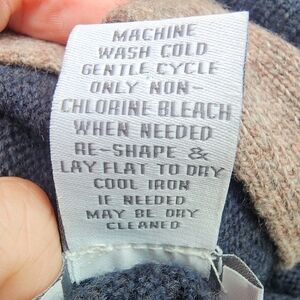 MACHINE
WASH COLD
GENTLE CYCLE
ONLY NON-
CHLORINE BLEACH
WHEN NEEDED
RE-SHAPE &
LAY FLAT TO DRY
COOL IRON
IF NEEDED
MAY BE DRY
CLEANED